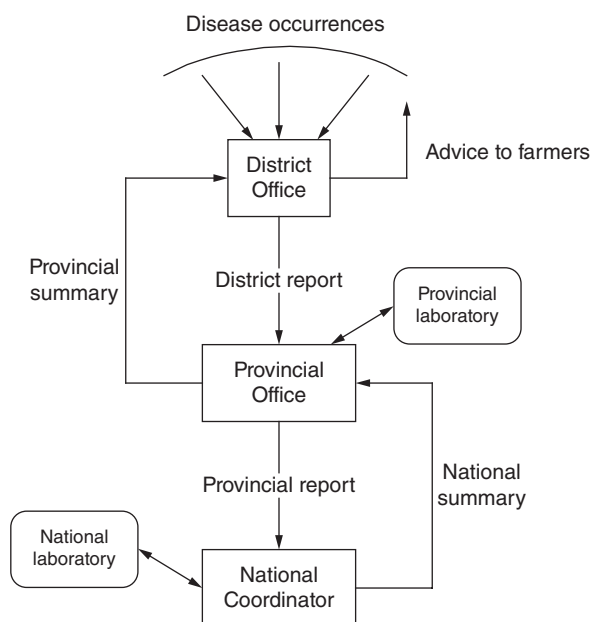 Disease occurrences
District
Office
Advice to farmers
Provincial
summary
District report
Provincial
laboratory
Provincial
Office
Provincial report
National
summary
National
laboratory
National
Coordinator